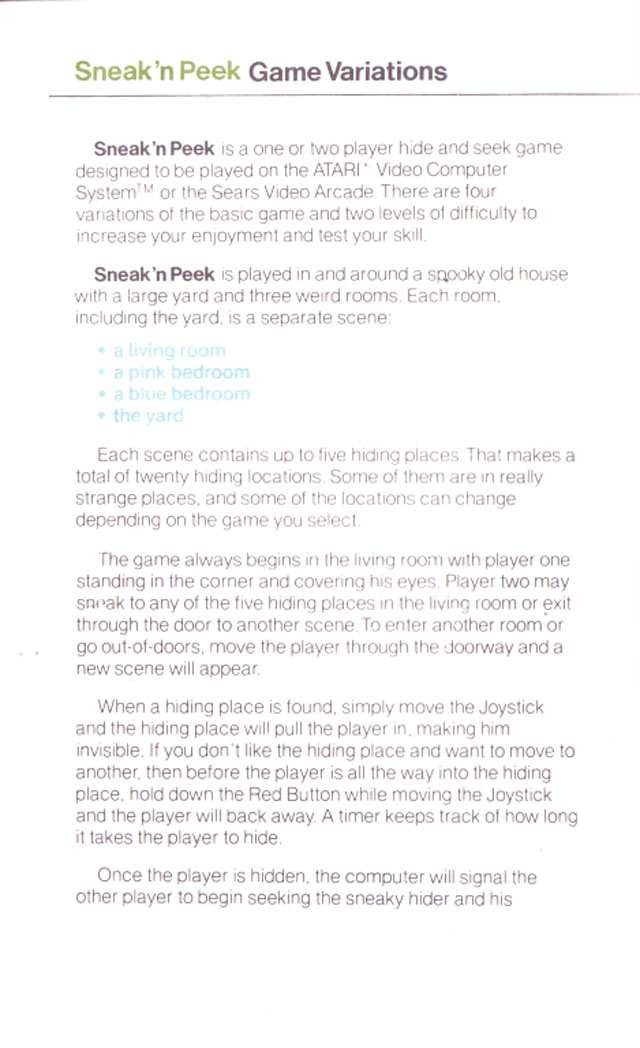 Sneak'n Peek Game Variations
Sneak'n Peek is a one or two player hide and seek game
designed to be played on the ATARI® Video Computer
System™ or the Sears Video Arcade. There are four
variations of the basic game and two levels of difficulty to
increase your enjoyment and test your skill.
Sneak'n Peek is played in and around a spooky old house
with a large yard and three weird rooms. Each room,
including the yard, is a separate scene:
• a living room
• a pink bedroom
• a blue bedroom
• the yard
Each scene contains up to five hiding places. That makes a
total of twenty hiding locations. Some of them are in really
strange places, and some of the locations can change
depending on the game you select.
The game always begins in the living room with player one
standing in the corner and covering his eyes. Player two may
sneak to any of the five hiding places in the living room or exit
through the door to another scene. To enter another room or
go out-of-doors, move the player through the doorway and a
new scene will appear.
When a hiding place is found, simply move the Joystick
and the hiding place will pull the player in, making him
invisible. If you don't like the hiding place and want to move to
another, then before the player is all the way into the hiding
place, hold down the Red Button while moving the Joystick
and the player will back away. A timer keeps track of how long
it takes the player to hide.
Once the player is hidden, the computer will signal the
other player to begin seeking the sneaky hider and his